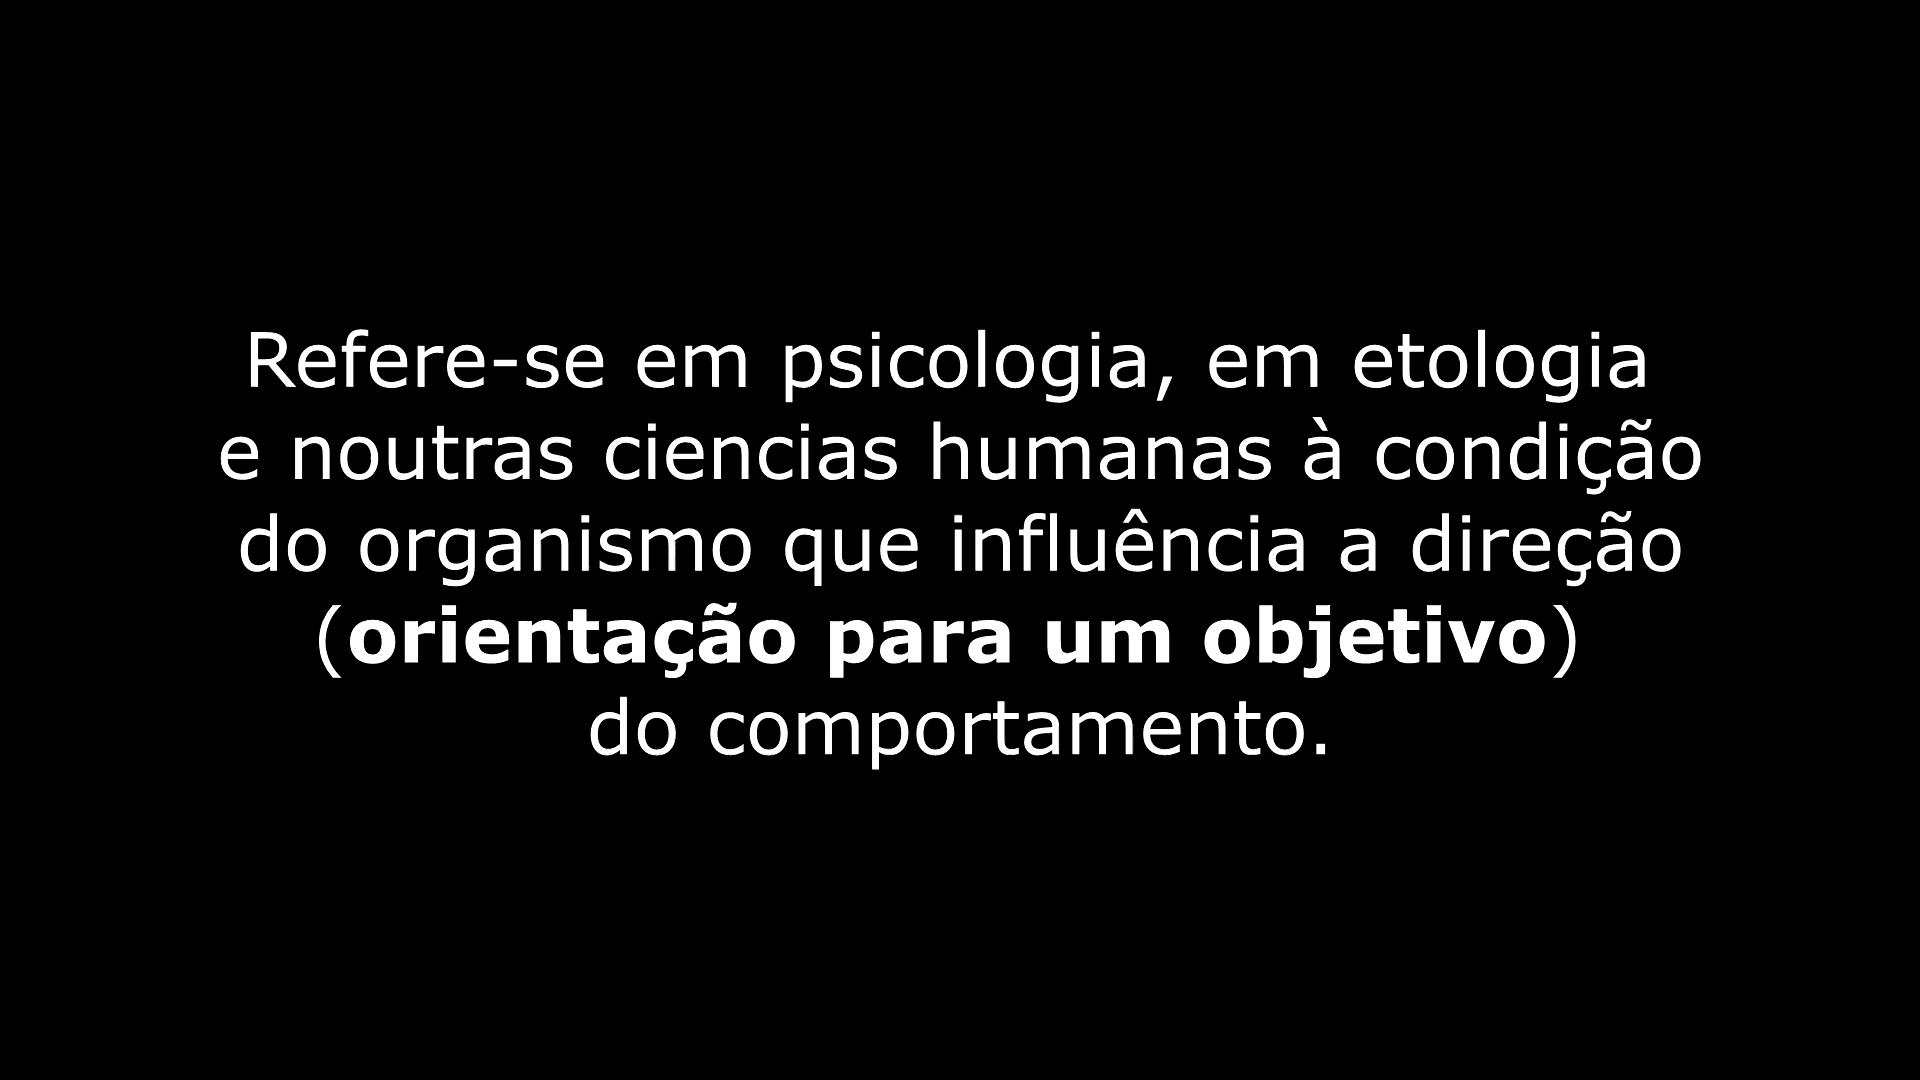 Refere-se em psicologia, em etologia
e noutras ciencias humanas à condição
do organismo que influência a direção
(orientação para um objetivo)
do comportamento.